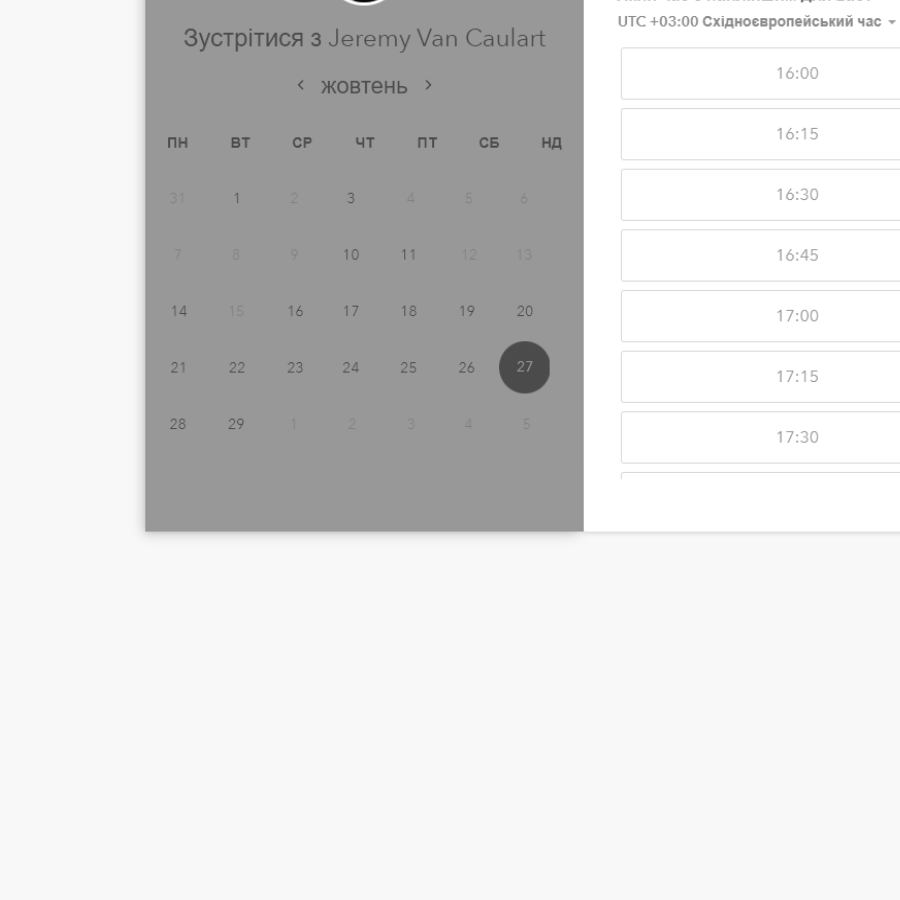 Зустрітися з Jeremy Van Caulart
жовтень
ПН ВТ СР ЧТ ПТ СБ НД
31 1 2 3 4 5 6
7 8 9 10 11 12 13
14 15 16 17 18 19 20
21 22 23 24 25 26 27
28 29 1 2 3 4 5
UTC +03:00 Східноєвропейський час
16:00
16:15
16:30
16:45
17:00
17:15
17:30